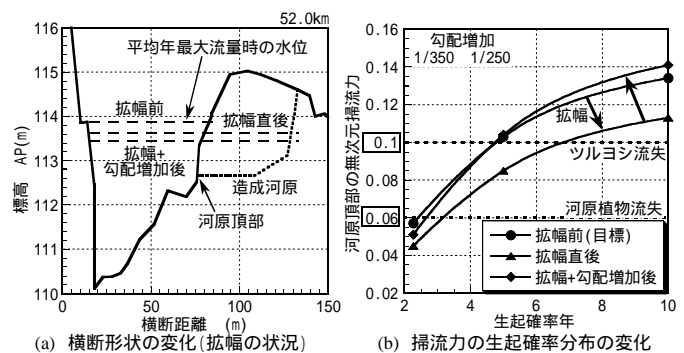 52.0km
116
115
114
113
112
111
110
標高 AP(m)
平均年最大流量時の水位
拡幅前
拡幅直後
拡幅+
勾配増加後
造成河原
河原頂部
0
50
100
150
横断距離 (m)
(a) 横断形状の変化(拡幅の状況)
0.16
0.14
0.12
0.1
0.08
0.06
0.04
0.02
河原頂部の無次元掃流力
勾配増加
1/350 1/250
拡幅
ツルヨシ流失
河原植物流失
拡幅前(目標)
拡幅直後
拡幅+勾配増加後
2
4
6
8
10
生起確率年
(b) 掃流力の生起確率分布の変化